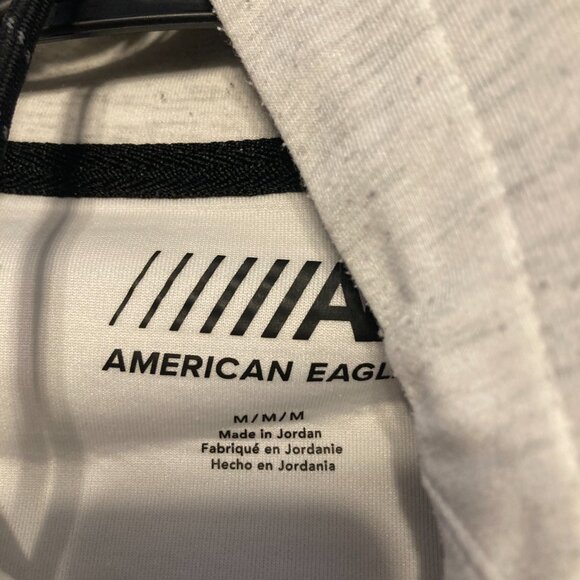 //////A
AMERICAN EAGL
M/M/M
Made in Jordan
Fabriqué en Jordanie
Hecho en Jordania